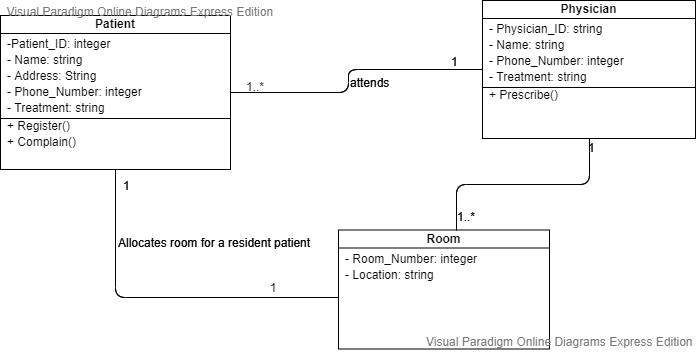 Visual Paradigm Online Diagrams Express Edition
Patient
-Patient_ID: integer
- Name: string
- Address: String
- Phone_Number: integer
- Treatment: string
+ Register()
+ Complain()
Physician
- Physician_ID: string
- Name: string
- Phone_Number: integer
- Treatment: string
+ Prescribe()
1..*
attends
1
1
1..*
1
Allocates room for a resident patient
1
Room
- Room_Number: integer
- Location: string
Visual Paradigm Online Diagrams Express Edition